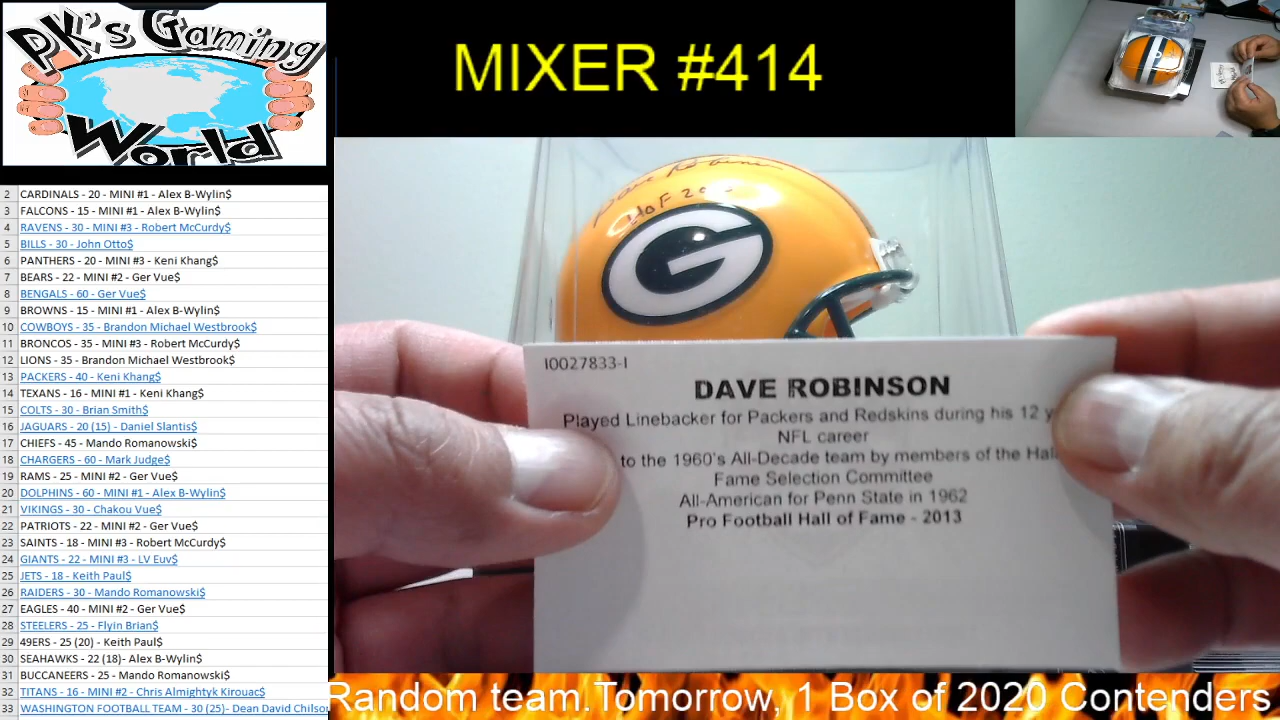 PK's Gaming
World
MIXER #414
2 CARDINALS - 20 - MINI #1 - Alex B-Wylin$
3 FALCONS - 15 - MINI #1 - Alex B-Wylin$
4 RAVENS - 30 - MINI #3 - Robert McCurdy$
5 BILLS - 30 - John Otto$
6 PANTHERS - 20 - MINI #3 - Keni Khang$
7 BEARS - 22 - MINI #2 - Ger Vue$
8 BENGALS - 60 - Ger Vue$
9 BROWNS - 15 - MINI #1 - Alex B-Wylin$
10 COWBOYS - 35 - Brandon Michael Westbrook$
11 BRONCOS - 35 - MINI #3 - Robert McCurdy$
12 LIONS - 35 - Brandon Michael Westbrook$
13 PACKERS - 40 - Keni Khang$
14 TEXANS - 16 - MINI #1 - Keni Khang$
15 COLTS - 30 - Brian Smith$
16 JAGUARS - 20 (15) - Daniel Slantis$
17 CHIEFS - 45 - Mando Romanowski$
18 CHARGERS - 60 - Mark Judge$
19 RAMS - 25 - MINI #2 - Ger Vue$
20 DOLPHINS - 60 - MINI #1 - Alex B-Wylin$
21 VIKINGS - 30 - Chakou Vue$
22 PATRIOTS - 22 - MINI #2 - Ger Vue$
23 SAINTS - 18 - MINI #3 - Robert McCurdy$
24 GIANTS - 22 - MINI #3 - LV Euv$
25 JETS - 18 - Keith Paul$
26 RAIDERS - 30 - Mando Romanowski$
27 EAGLES - 40 - MINI #2 - Ger Vue$
28 STEELERS - 25 - Flyin Brian$
29 49ERS - 25 (20) - Keith Paul$
30 SEAHAWKS - 22 (18)- Alex B-Wylin$
31 BUCCANEERS - 25 - Mando Romanowski$
32 TITANS - 16 - MINI #2 - Chris Almightyk Kirouac$
33 WASHINGTON FOOTBALL TEAM - 30 (25)- Dean David Chilson
Dave Robinson
HOF 20
G
I0027833-I
DAVE ROBINSON
Played Linebacker for Packers and Redskins during his 12 y
NFL career
to the 1960's All-Decade team by members of the Hal
Fame Selection Committee
All-American for Penn State in 1962
Pro Football Hall of Fame - 2013
Random team.Tomorrow, 1 Box of 2020 Contenders